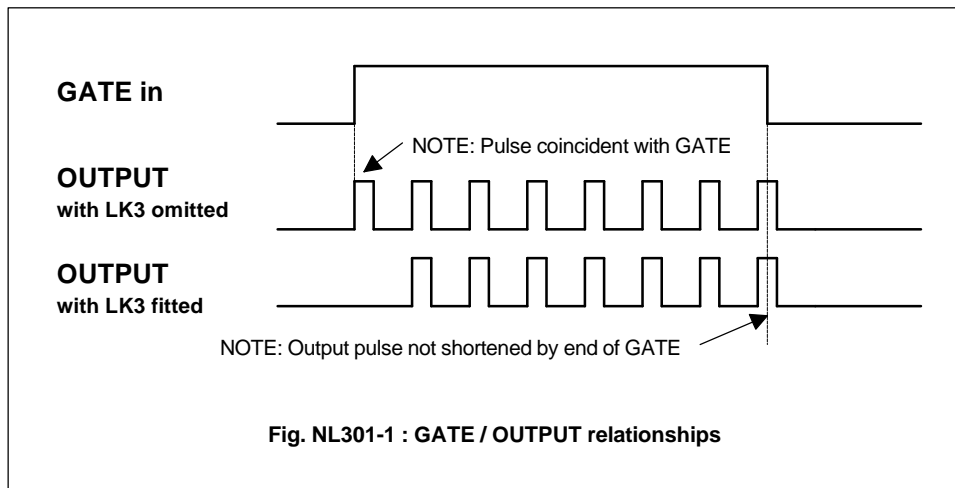 GATE in
NOTE: Pulse coincident with GATE
OUTPUT
with LK3 omitted
OUTPUT
with LK3 fitted
NOTE: Output pulse not shortened by end of GATE
Fig. NL301-1 : GATE / OUTPUT relationships